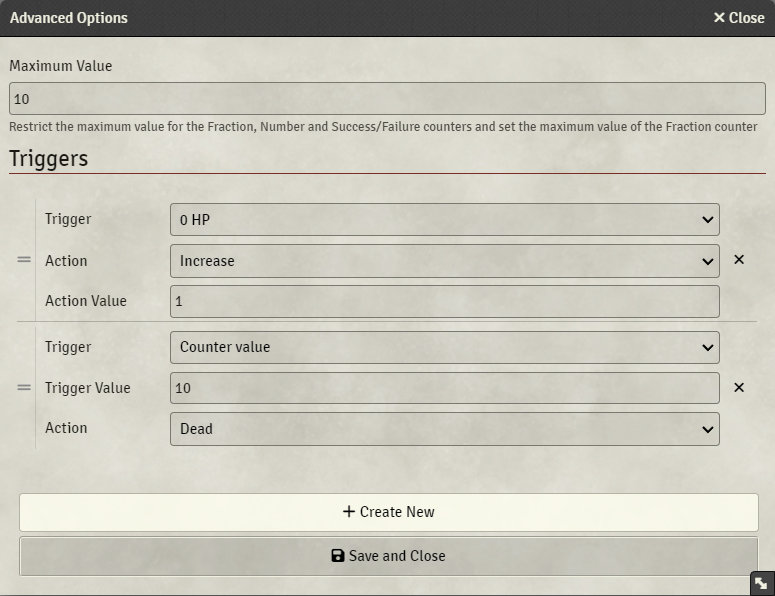 Advanced Options
✕ Close
Maximum Value
10
Restrict the maximum value for the Fraction, Number and Success/Failure counters and set the maximum value of the Fraction counter
Triggers
Trigger
0 HP
Action
Increase
Action Value
1
Trigger
Counter value
Trigger Value
10
Action
Dead
+ Create New
Save and Close